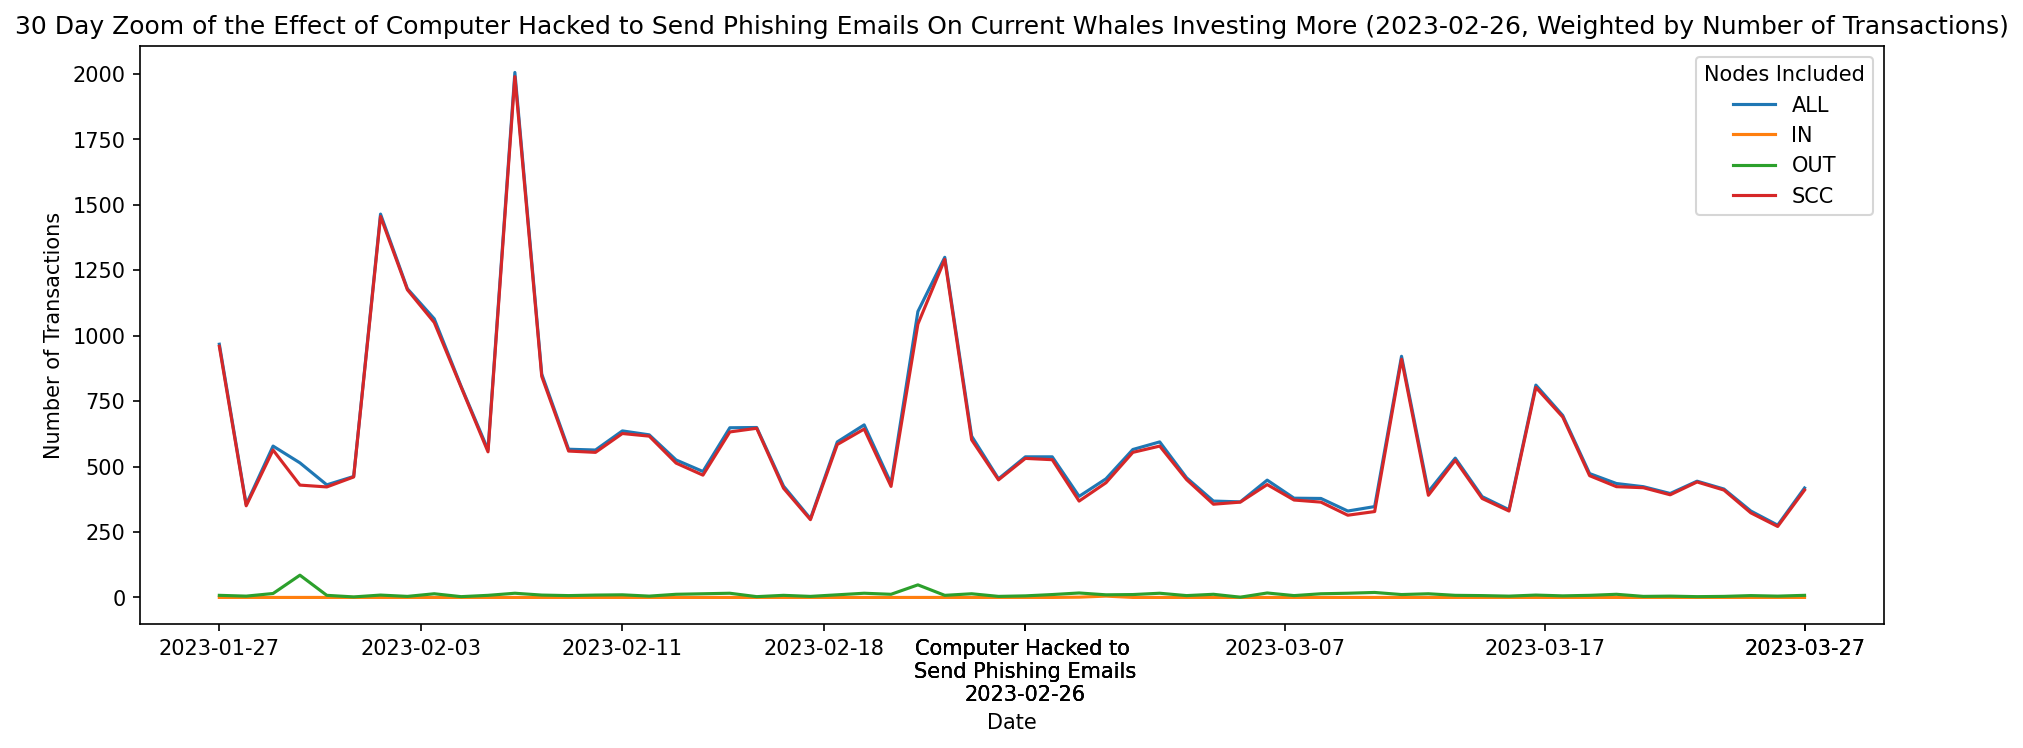 30 Day Zoom of the Effect of Computer Hacked to Send Phishing Emails On Current Whales Investing More (2023-02-26, Weighted by Number of Transactions)
Nodes Included
ALL
IN
OUT
SCC
Number of Transactions
2000
1750
1500
1250
1000
750
500
250
0
2023-01-27
2023-02-03
2023-02-11
2023-02-18
Computer Hacked to
Send Phishing Emails
2023-02-26
2023-03-07
2023-03-17
2023-03-27
Date